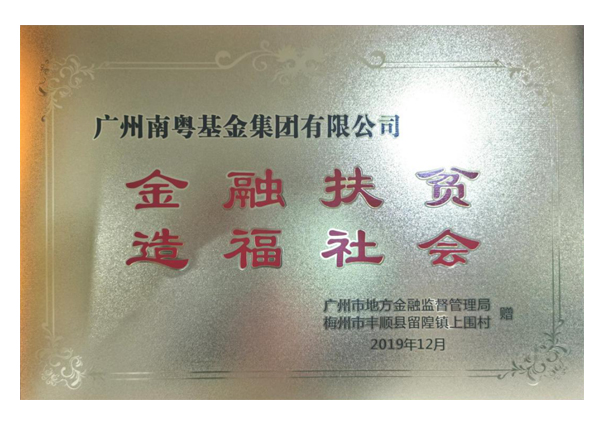 广州南粤基金集团有限公司
金融扶贫
造福社会
广州市地方金融监督管理局
梅州市丰顺县留隍镇上围村 赠
2019年12月